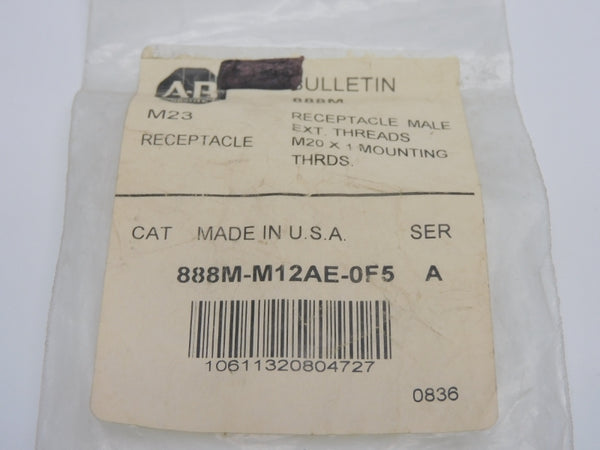 A-B
BULLETIN
888M
M23
RECEPTACLE
RECEPTACLE MALE
EXT. THREADS
M20 X 1 MOUNTING
THRDS.
CAT MADE IN U.S.A. SER
888M-M12AE-0F5 A
10611320804727
0836